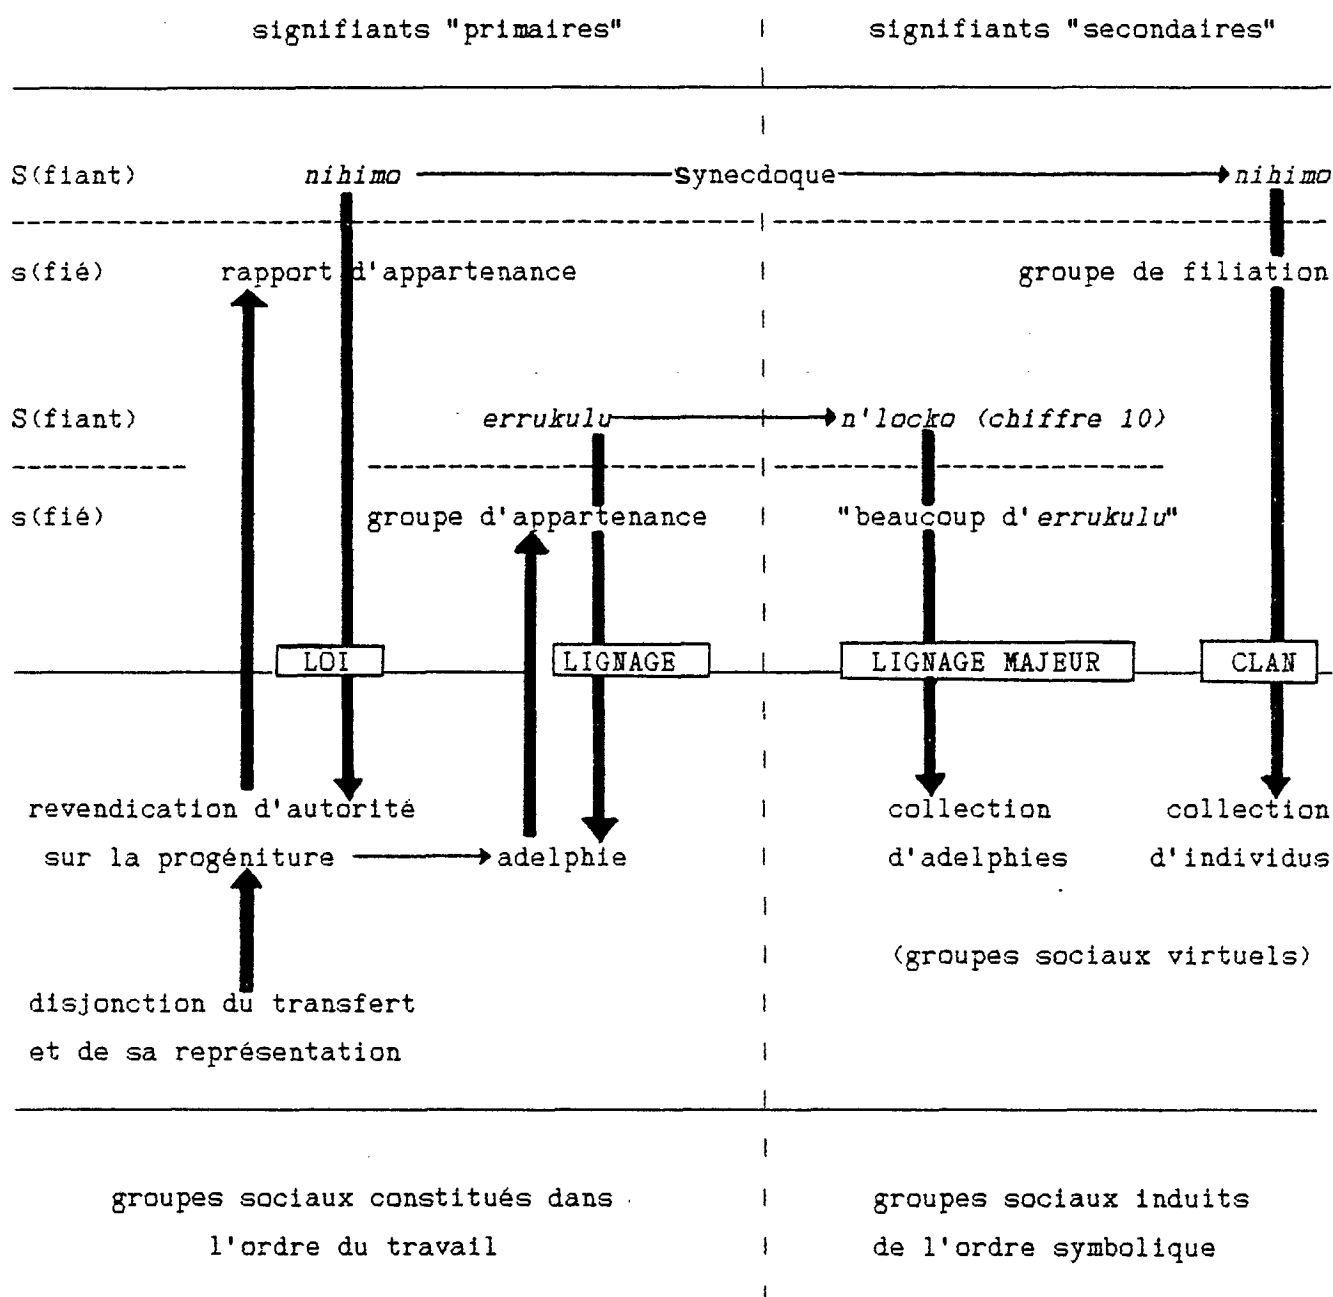 signifiants "primaires" signifiants "secondaires"
S(fiant) nihimo synecdoque nihimo
s(fié) rapport d'appartenance groupe de filiation
S(fiant) errukulu n'locko (chiffre 10)
s(fié) groupe d'appartenance "beaucoup d'errukulu"
LOI LIGNAGE LIGNAGE MAJEUR CLAN
revendication d'autorité collection collection
sur la progéniture adelphie d'adelphies d'individus
(groupes sociaux virtuels)
disjonction du transfert
et de sa représentation
groupes sociaux constitués dans groupes sociaux induits
l'ordre du travail de l'ordre symbolique